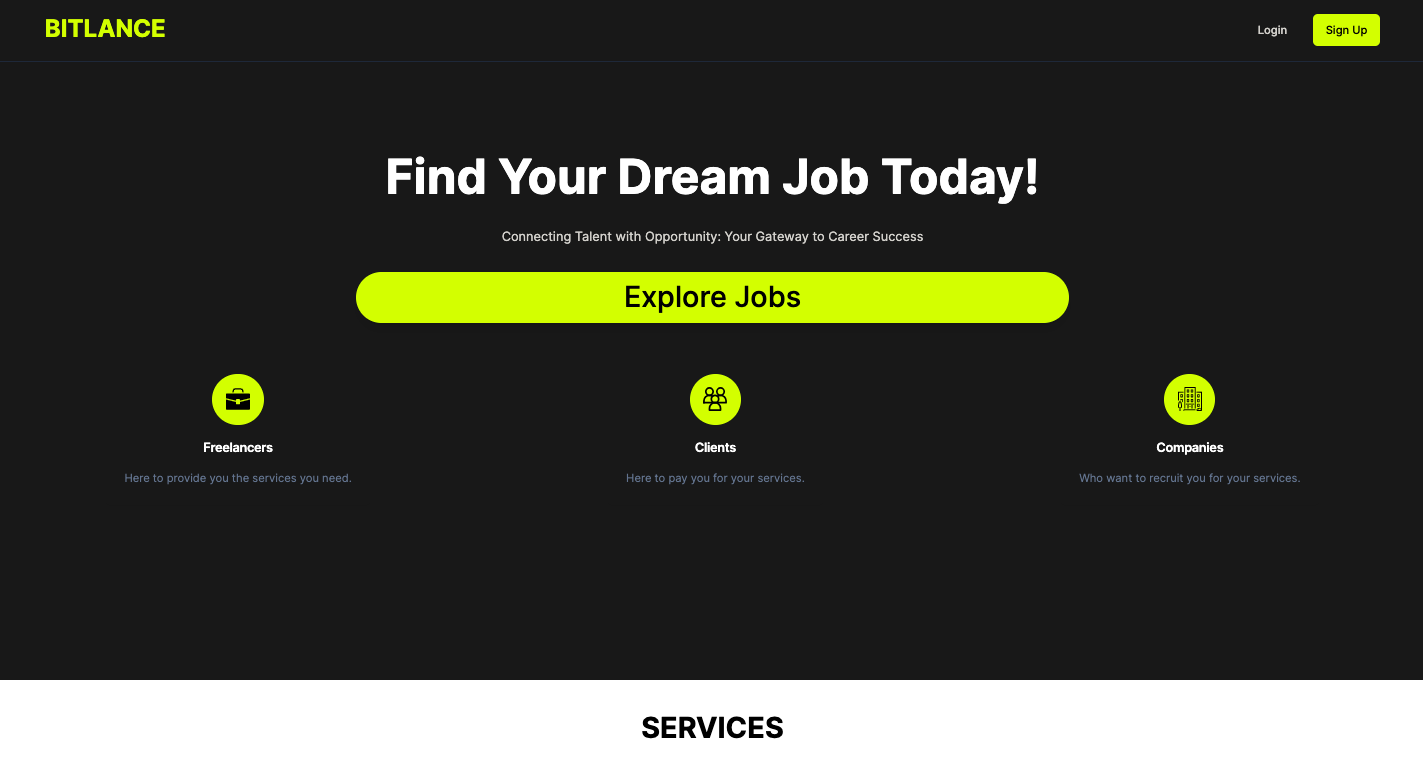 BITLANCE
Login
Sign Up
Find Your Dream Job Today!
Connecting Talent with Opportunity: Your Gateway to Career Success
Explore Jobs
Freelancers
Here to provide you the services you need.
Clients
Here to pay you for your services.
Companies
Who want to recruit you for your services.
SERVICES